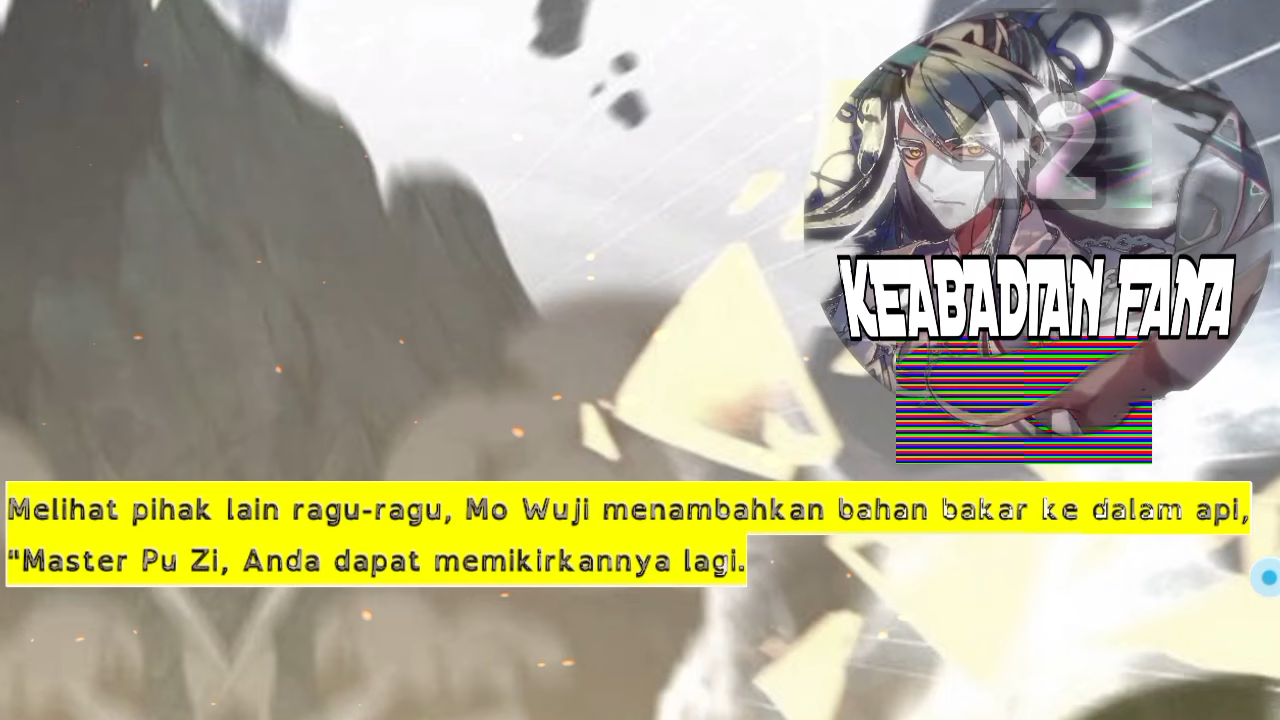 42
KEABADIAN FANA
Melihat pihak lain ragu-ragu, Mo Wuji menambahkan bahan bakar ke dalam api,
"Master Pu Zi, Anda dapat memikirkannya lagi.